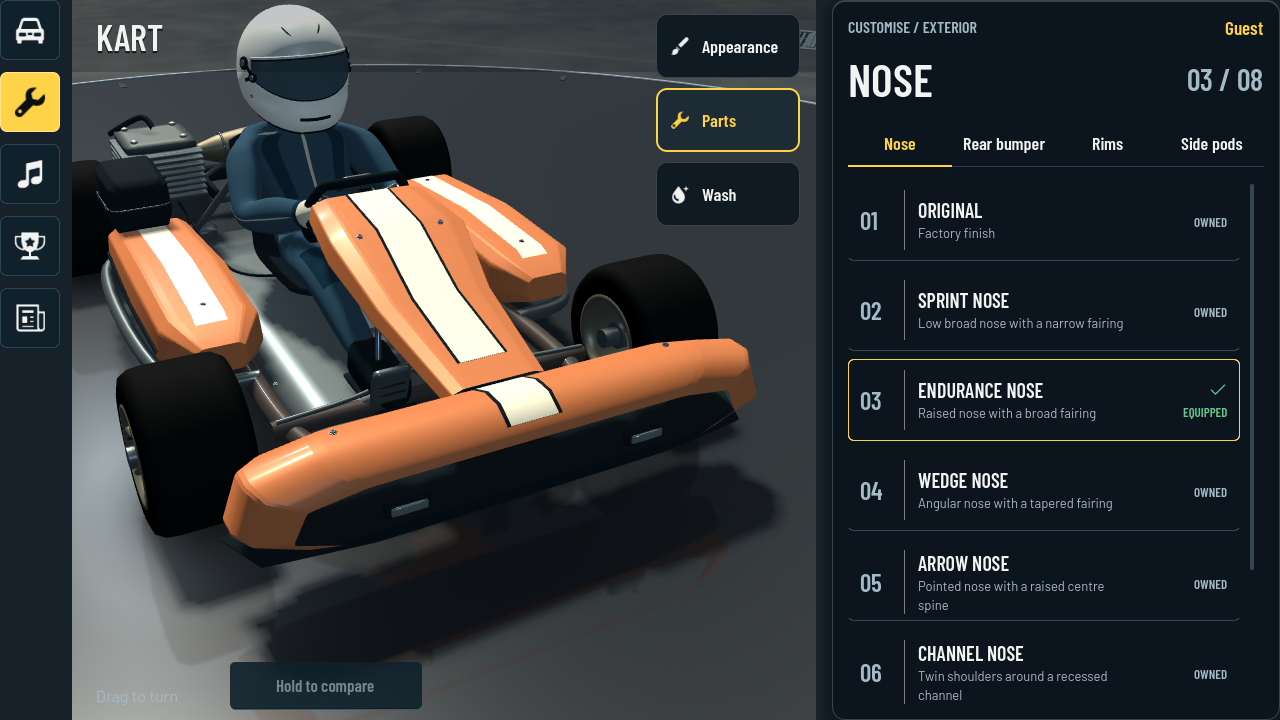 KART
Appearance
Parts
Wash
Drag to turn
Hold to compare
CUSTOMISE / EXTERIOR
Guest
NOSE
03 / 08
Nose
Rear bumper
Rims
Side pods
01
ORIGINAL
Factory finish
OWNED
02
SPRINT NOSE
Low broad nose with a narrow fairing
OWNED
03
ENDURANCE NOSE
Raised nose with a broad fairing
EQUIPPED
04
WEDGE NOSE
Angular nose with a tapered fairing
OWNED
05
ARROW NOSE
Pointed nose with a raised centre
spine
OWNED
06
CHANNEL NOSE
Twin shoulders around a recessed
channel
OWNED